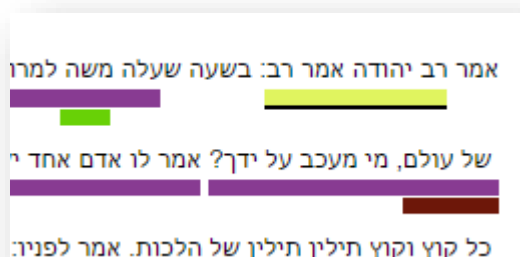 אמר רב יהודה אמר רב: בשעה שעלה משה
של עולם, מי מעכב על ידך? אמר לו אדם אחד
כל קוץ וקוץ תילין תילין של הלכות. אמר לפניו: